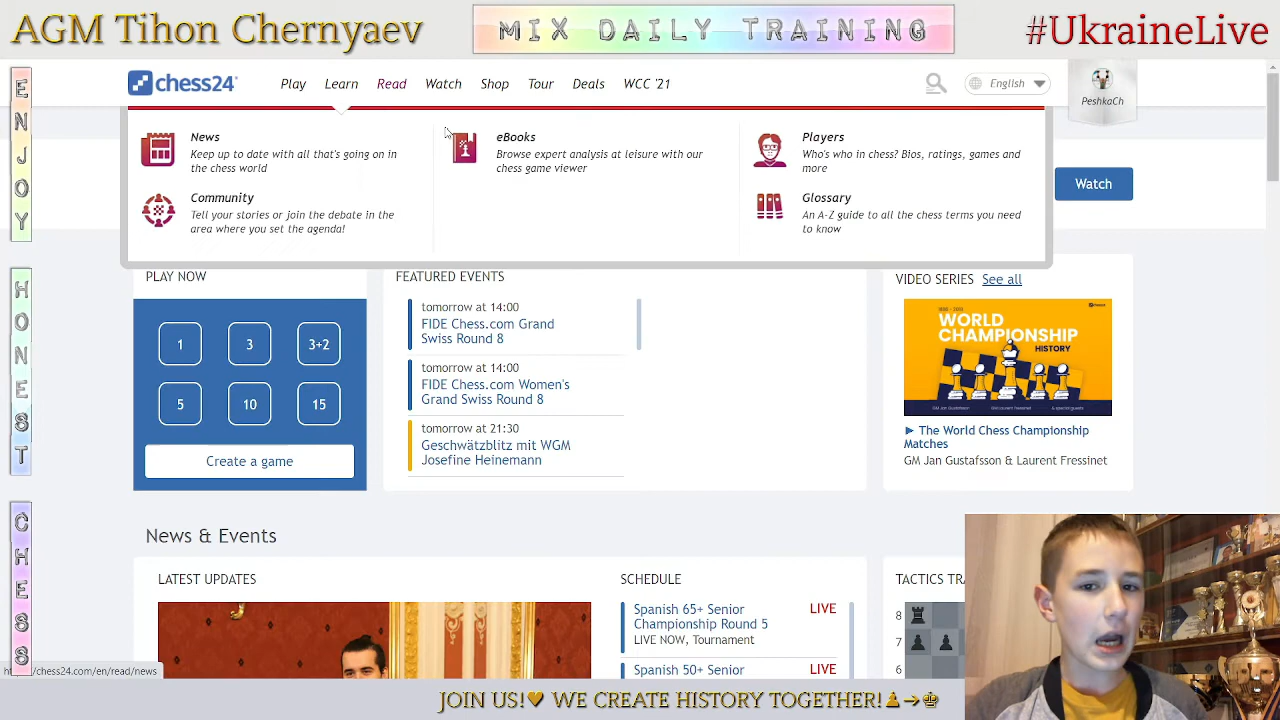 AGM Tihon Chernyaev
MIX DAILY TRAINING
#UkraineLive
ENJOY
HONEST
CHESS
chess24
Play
Learn
Read
Watch
Shop
Tour
Deals
WCC '21
English
PeshkaCh
News
Keep up to date with all that's going on in
the chess world
Community
Tell your stories or join the debate in the
area where you set the agenda!
eBooks
Browse expert analysis at leisure with our
chess game viewer
Players
Who's who in chess? Bios, ratings, games and
more
Glossary
An A-Z guide to all the chess terms you need
to know
Watch
PLAY NOW
1
3
3+2
5
10
15
Create a game
FEATURED EVENTS
tomorrow at 14:00
FIDE Chess.com Grand
Swiss Round 8
tomorrow at 14:00
FIDE Chess.com Women's
Grand Swiss Round 8
tomorrow at 21:30
Geschwätzblitz mit WGM
Josefine Heinemann
VIDEO SERIES
See all
WORLD
CHAMPIONSHIP
HISTORY
▶ The World Chess Championship
Matches
GM Jan Gustafsson & Laurent Fressinet
News & Events
LATEST UPDATES
SCHEDULE
Spanish 65+ Senior
Championship Round 5
LIVE
LIVE NOW, Tournament
Spanish 50+ Senior
LIVE
TACTICS TRA
8
7
6
chess24.com/en/read/news
JOIN US!♥ WE CREATE HISTORY TOGETHER!♟→♚